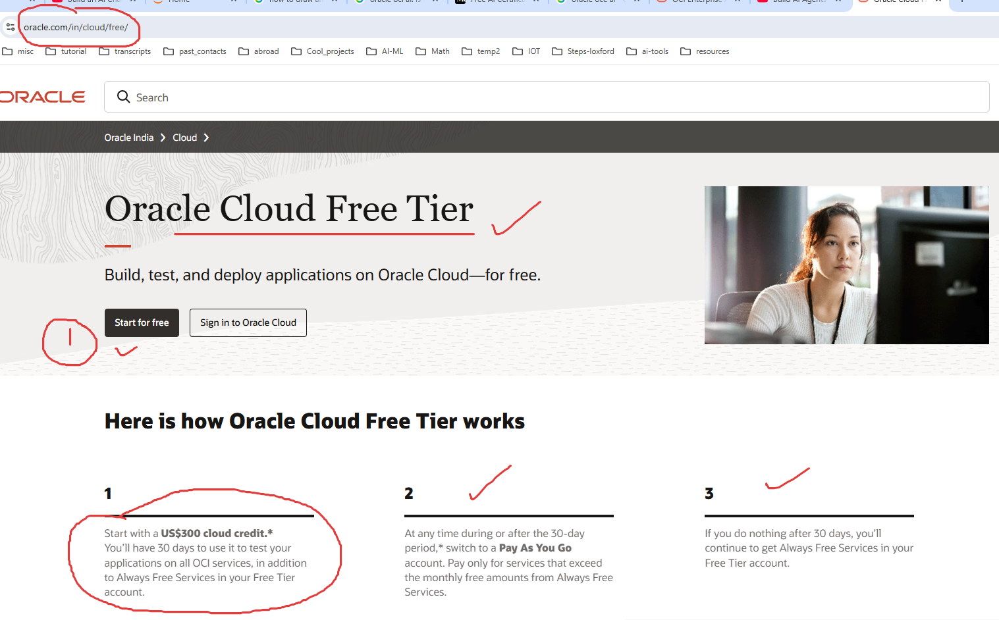 Home
oracle.com/in/cloud/free/
misc tutorial transcripts past_contacts abroad Cool_projects AI-ML Math temp2 IOT Steps-loxford ai-tools resources
ORACLE
Search
Oracle India Cloud
Oracle Cloud Free Tier
Build, test, and deploy applications on Oracle Cloud—for free.
Start for free Sign in to Oracle Cloud
1
Here is how Oracle Cloud Free Tier works
1
Start with a US$300 cloud credit.*
You’ll have 30 days to use it to test your
applications on all OCI services, in addition
to Always Free Services in your Free Tier
account.
2
At any time during or after the 30-day
period,* switch to a Pay As You Go
account. Pay only for services that exceed
the monthly free amounts from Always Free
Services.
3
If you do nothing after 30 days, you’ll
continue to get Always Free Services in your
Free Tier account.